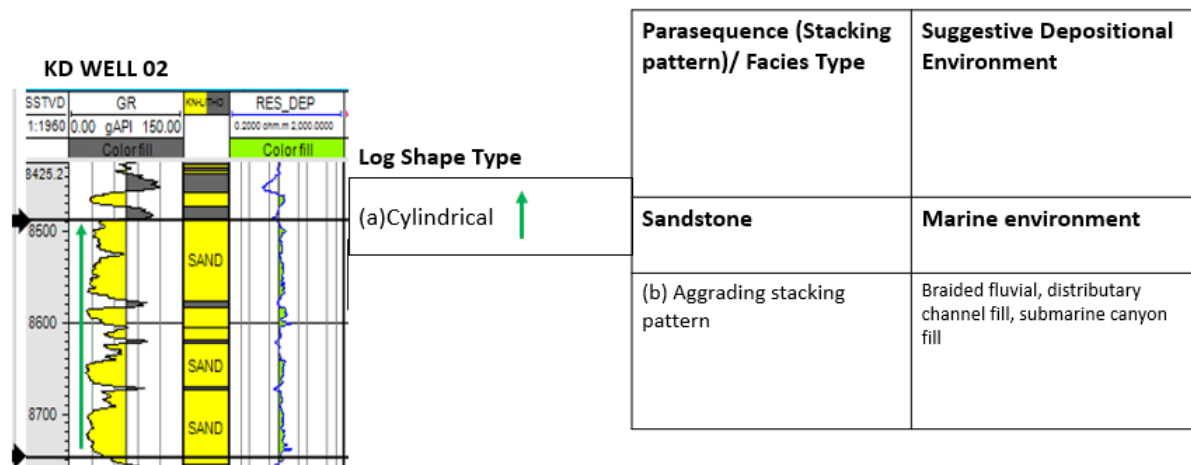 KD WELL 02
SSTVD GR KN-LITHO RES_DEP
1:1960 0.00 gAPI 150.00 0.2000 ohm.m 2,000.0000
Color fill Color fill
8425.2
8500
SAND
8600
SAND
8700
SAND
Log Shape Type
(a)Cylindrical
Parasequence (Stacking
pattern)/ Facies Type
Suggestive Depositional
Environment
Sandstone
Marine environment
(b) Aggrading stacking
pattern
Braided fluvial, distributary
channel fill, submarine canyon
fill